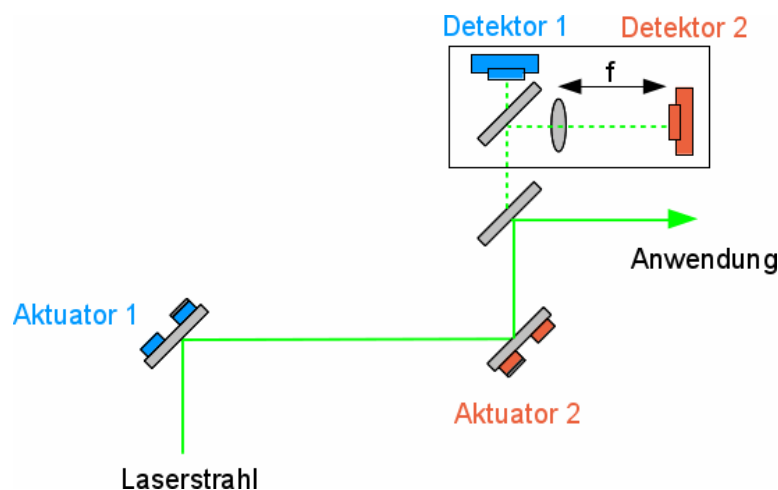 Detektor 1
Detektor 2
f
Anwendung
Aktuator 1
Aktuator 2
Laserstrahl